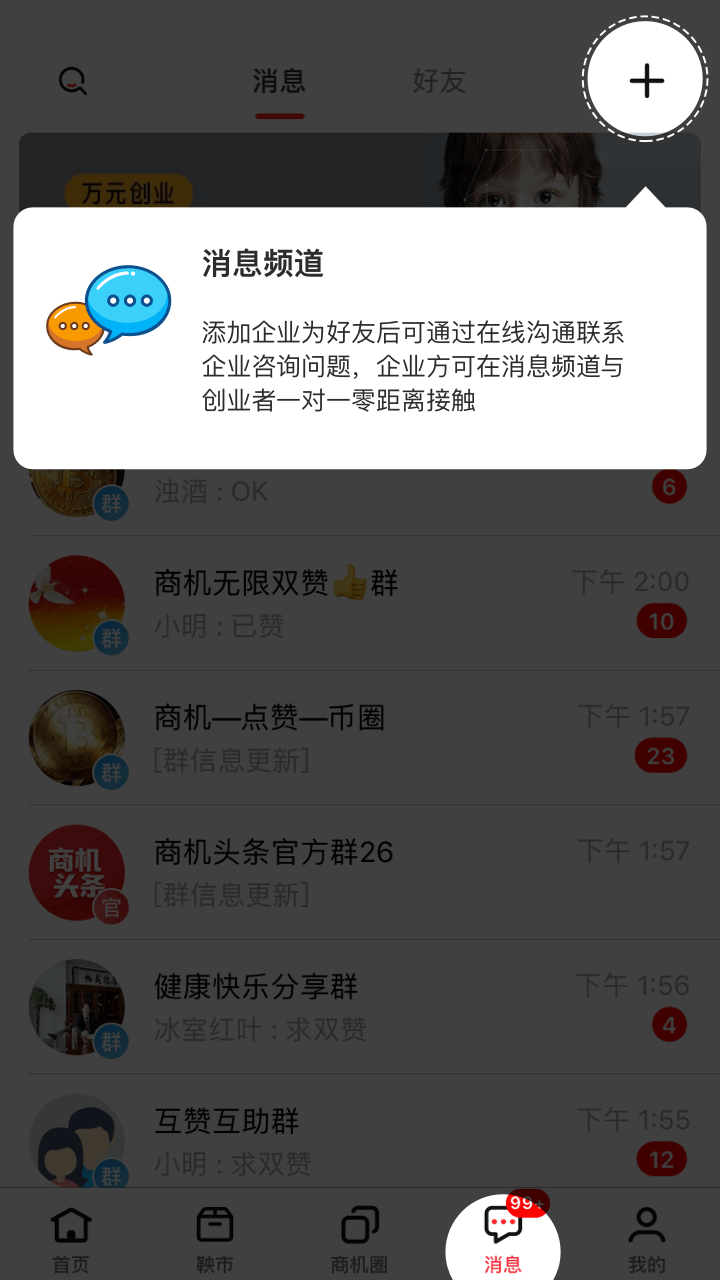 消息
好友
万元创业
消息频道
添加企业为好友后可通过在线沟通联系
企业咨询问题，企业方可在消息频道与
创业者一对一零距离接触
群
浊酒：OK
6
商机无限双赞👍群
下午 2:00
群
小明：已赞
10
商机—点赞—币圈
下午 1:57
群
[群信息更新]
23
商机
头条
官
商机头条官方群26
下午 1:57
[群信息更新]
健康快乐分享群
下午 1:56
群
冰室红叶：求双赞
4
互赞互助群
下午 1:55
群
小明：求双赞
12
99+
首页
鞅市
商机圈
消息
我的